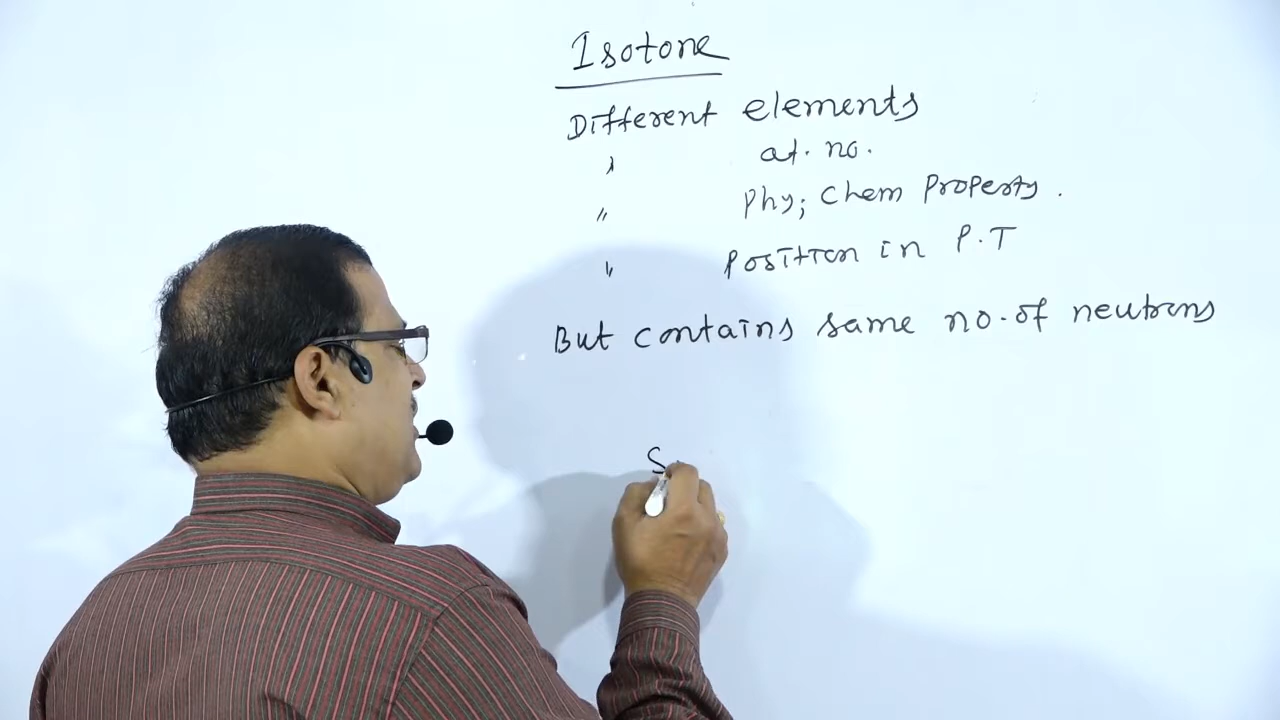 Isotone
Different elements
" at. no.
" Phy; Chem Property.
" Position in P.T
But contains same no. of neutrons
S